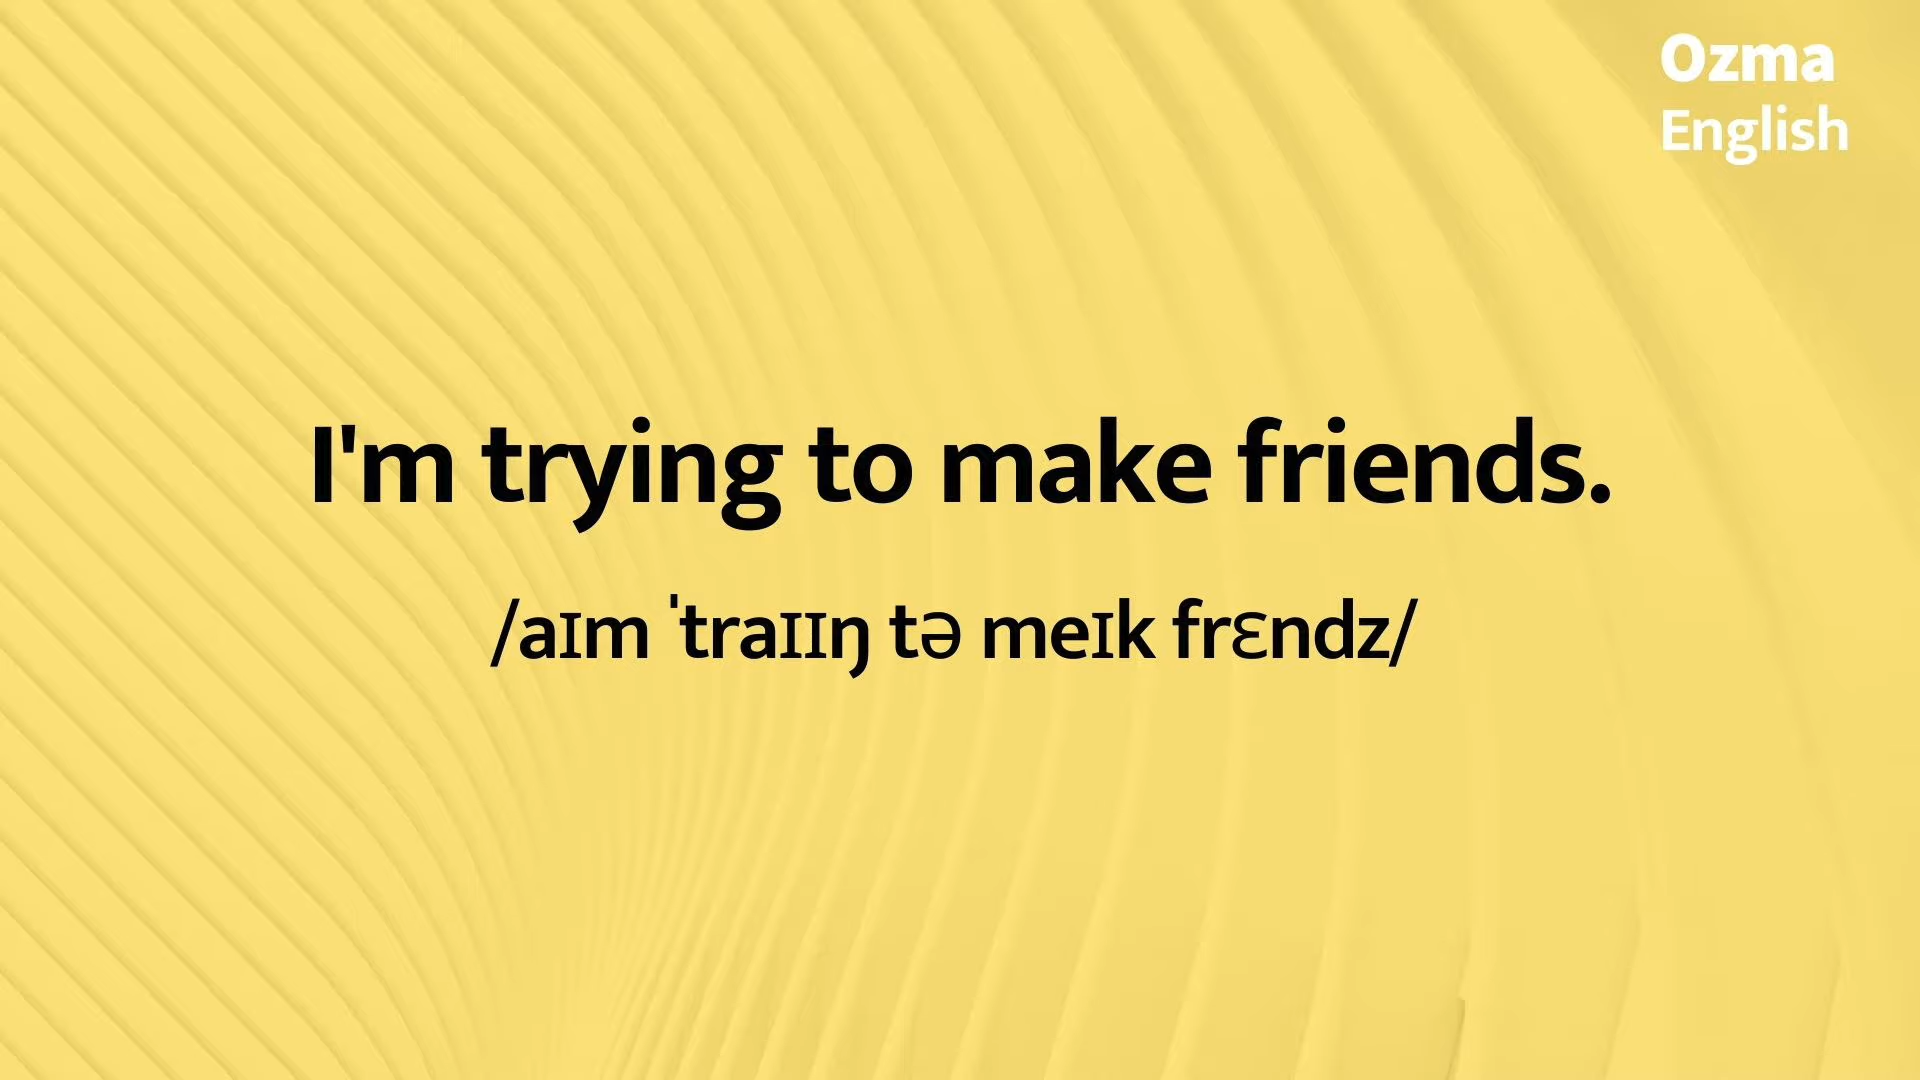 Ozma
English
I'm trying to make friends.
/aɪm ˈtraɪɪŋ tə meɪk frɛndz/